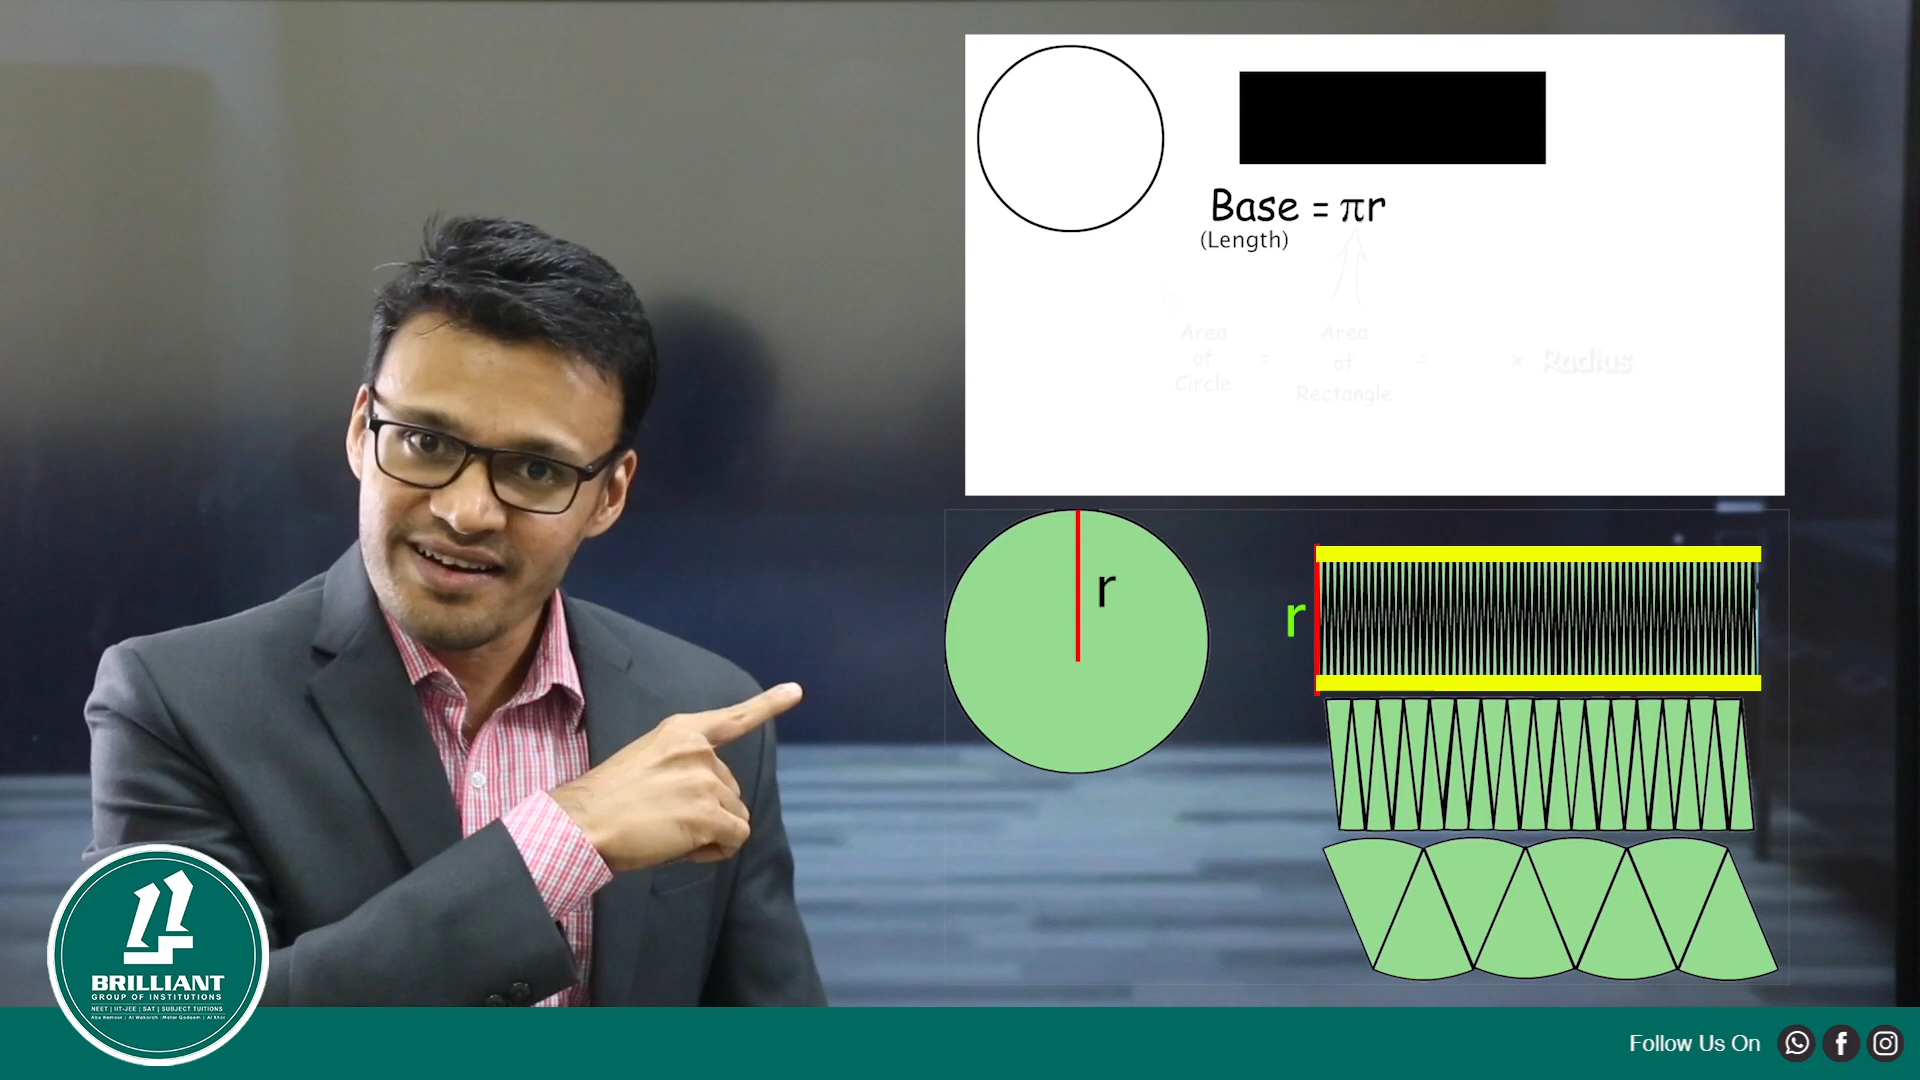 Base = πr
(Length)
Area
of
Circle
=
Area
of
Rectangle
=
× Radius
r
r
BRILLIANT
GROUP OF INSTITUTIONS
NEET | IIT-JEE | SAT | SUBJECT TUITIONS
Follow Us On